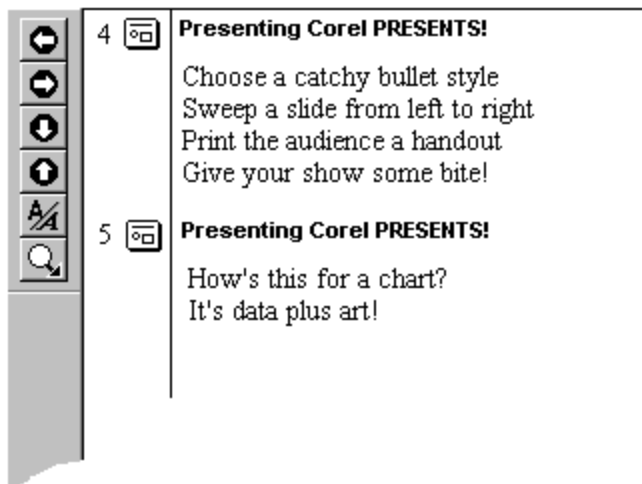 4 Presenting Corel PRESENTS!
Choose a catchy bullet style
Sweep a slide from left to right
Print the audience a handout
Give your show some bite!
A/A
5 Presenting Corel PRESENTS!
How's this for a chart?
It's data plus art!